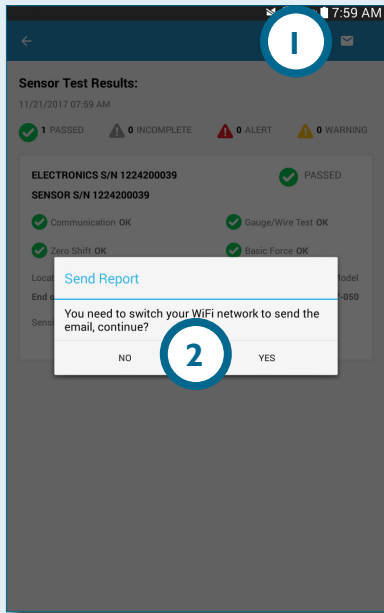 7:59 AM
1
Sensor Test Results:
11/21/2017 07:59 AM
1 PASSED 0 INCOMPLETE 0 ALERT 0 WARNING
ELECTRONICS S/N 1224200039 PASSED
SENSOR S/N 1224200039
Communication OK Gauge/Wire Test OK
Zero Shift OK Basic Force OK
Send Report
You need to switch your WiFi network to send the
email, continue?
NO 2 YES